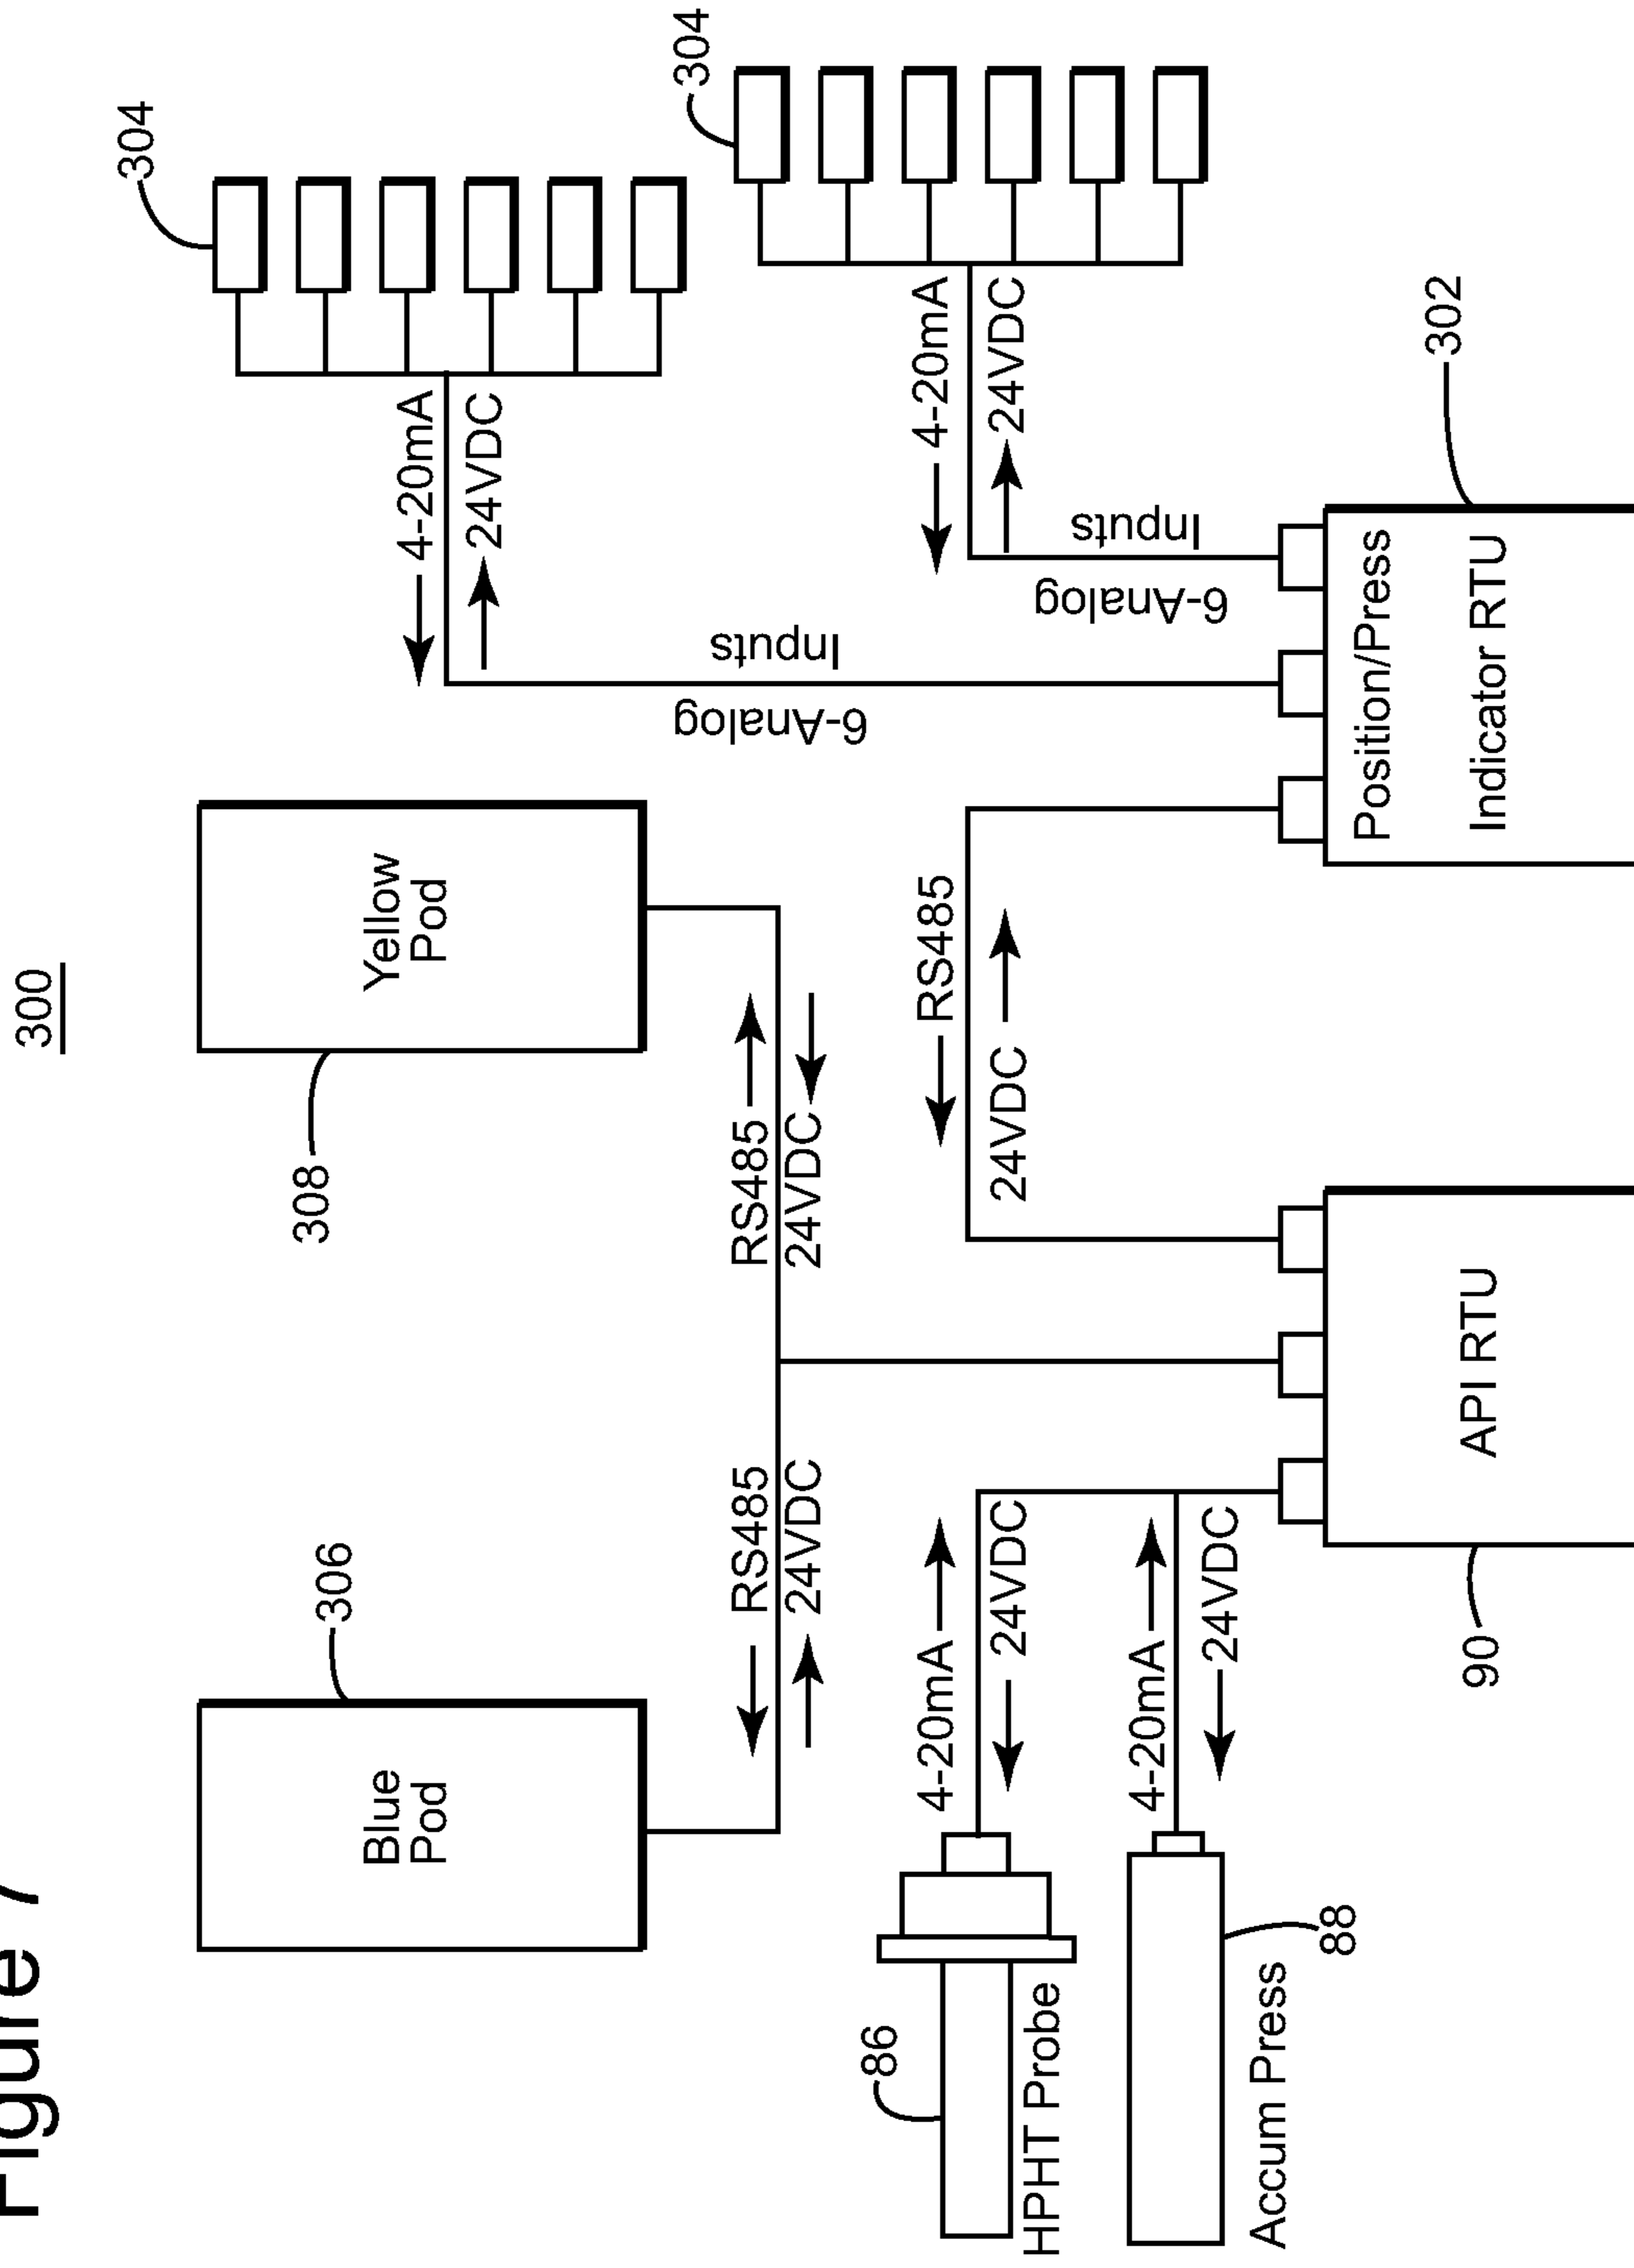 Figure 7
300
306
308
304
304
Blue
Pod
Yellow
Pod
RS485
24VDC
RS485
24VDC
4-20mA
24VDC
4-20mA
24VDC
6-Analog
Inputs
6-Analog
Inputs
86
HPHT Probe
4-20mA
24VDC
88
Accum Press
4-20mA
24VDC
RS485
24VDC
90
API RTU
302
Position/Press
Indicator RTU